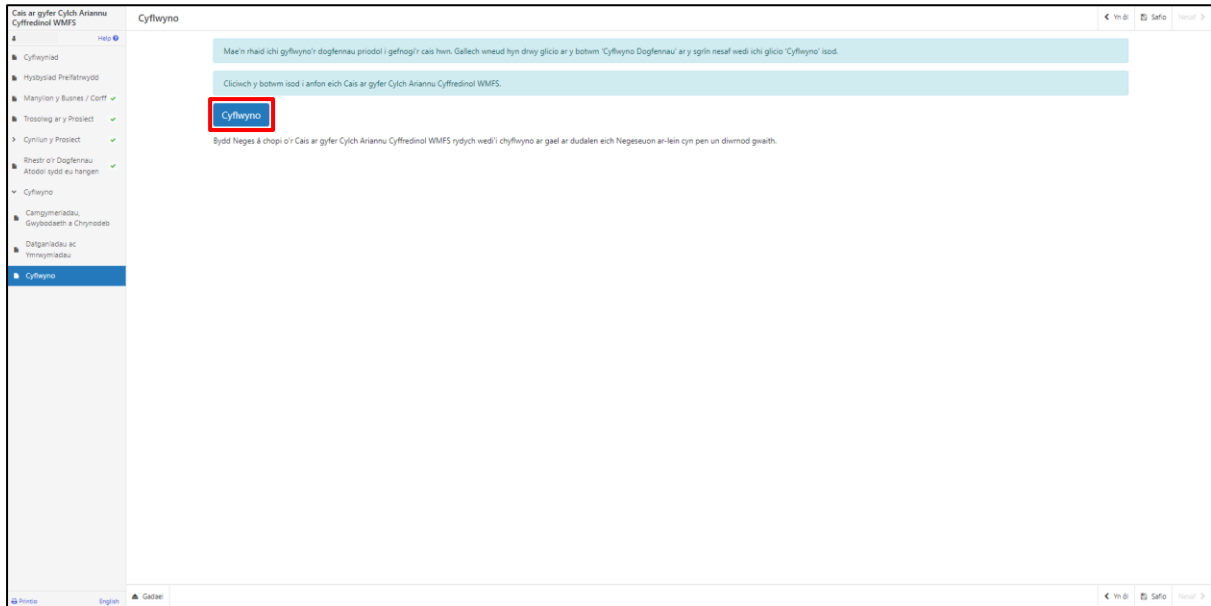 Cais ar gyfer Cylch Ariannu
Cyffredinol WMFS
Cyflwyno
Yn ôl
Safio
Nesaf
Help
Cyflwyniad
Hysbysiad Preifatrwydd
Manylion y Busnes / Corff
Trosolwg ar y Prosiect
Cynllun y Prosiect
Rhestr o'r Dogfennau
Atodol sydd eu hangen
Cyflwyno
Camgymeriadau,
Gwybodaeth a Chrynodeb
Datganiadau ac
Ymrwymiadau
Cyflwyno
Mae'n rhaid ichi gyflwyno'r dogfennau priodol i gefnogi'r cais hwn. Gallech wneud hyn drwy glicio ar y botwm 'Cyflwyno Dogfennau' ar y sgrîn nesaf wedi ichi glicio 'Cyflwyno' isod.
Cliciwch y botwm isod i anfon eich Cais ar gyfer Cylch Ariannu Cyffredinol WMFS.
Cyflwyno
Bydd Neges â chopi o'r Cais ar gyfer Cylch Ariannu Cyffredinol WMFS rydych wedi'i chyflwyno ar gael ar dudalen eich Negeseuon ar-lein cyn pen un diwrnod gwaith.
Printio
English
Gadael
Yn ôl
Safio
Nesaf